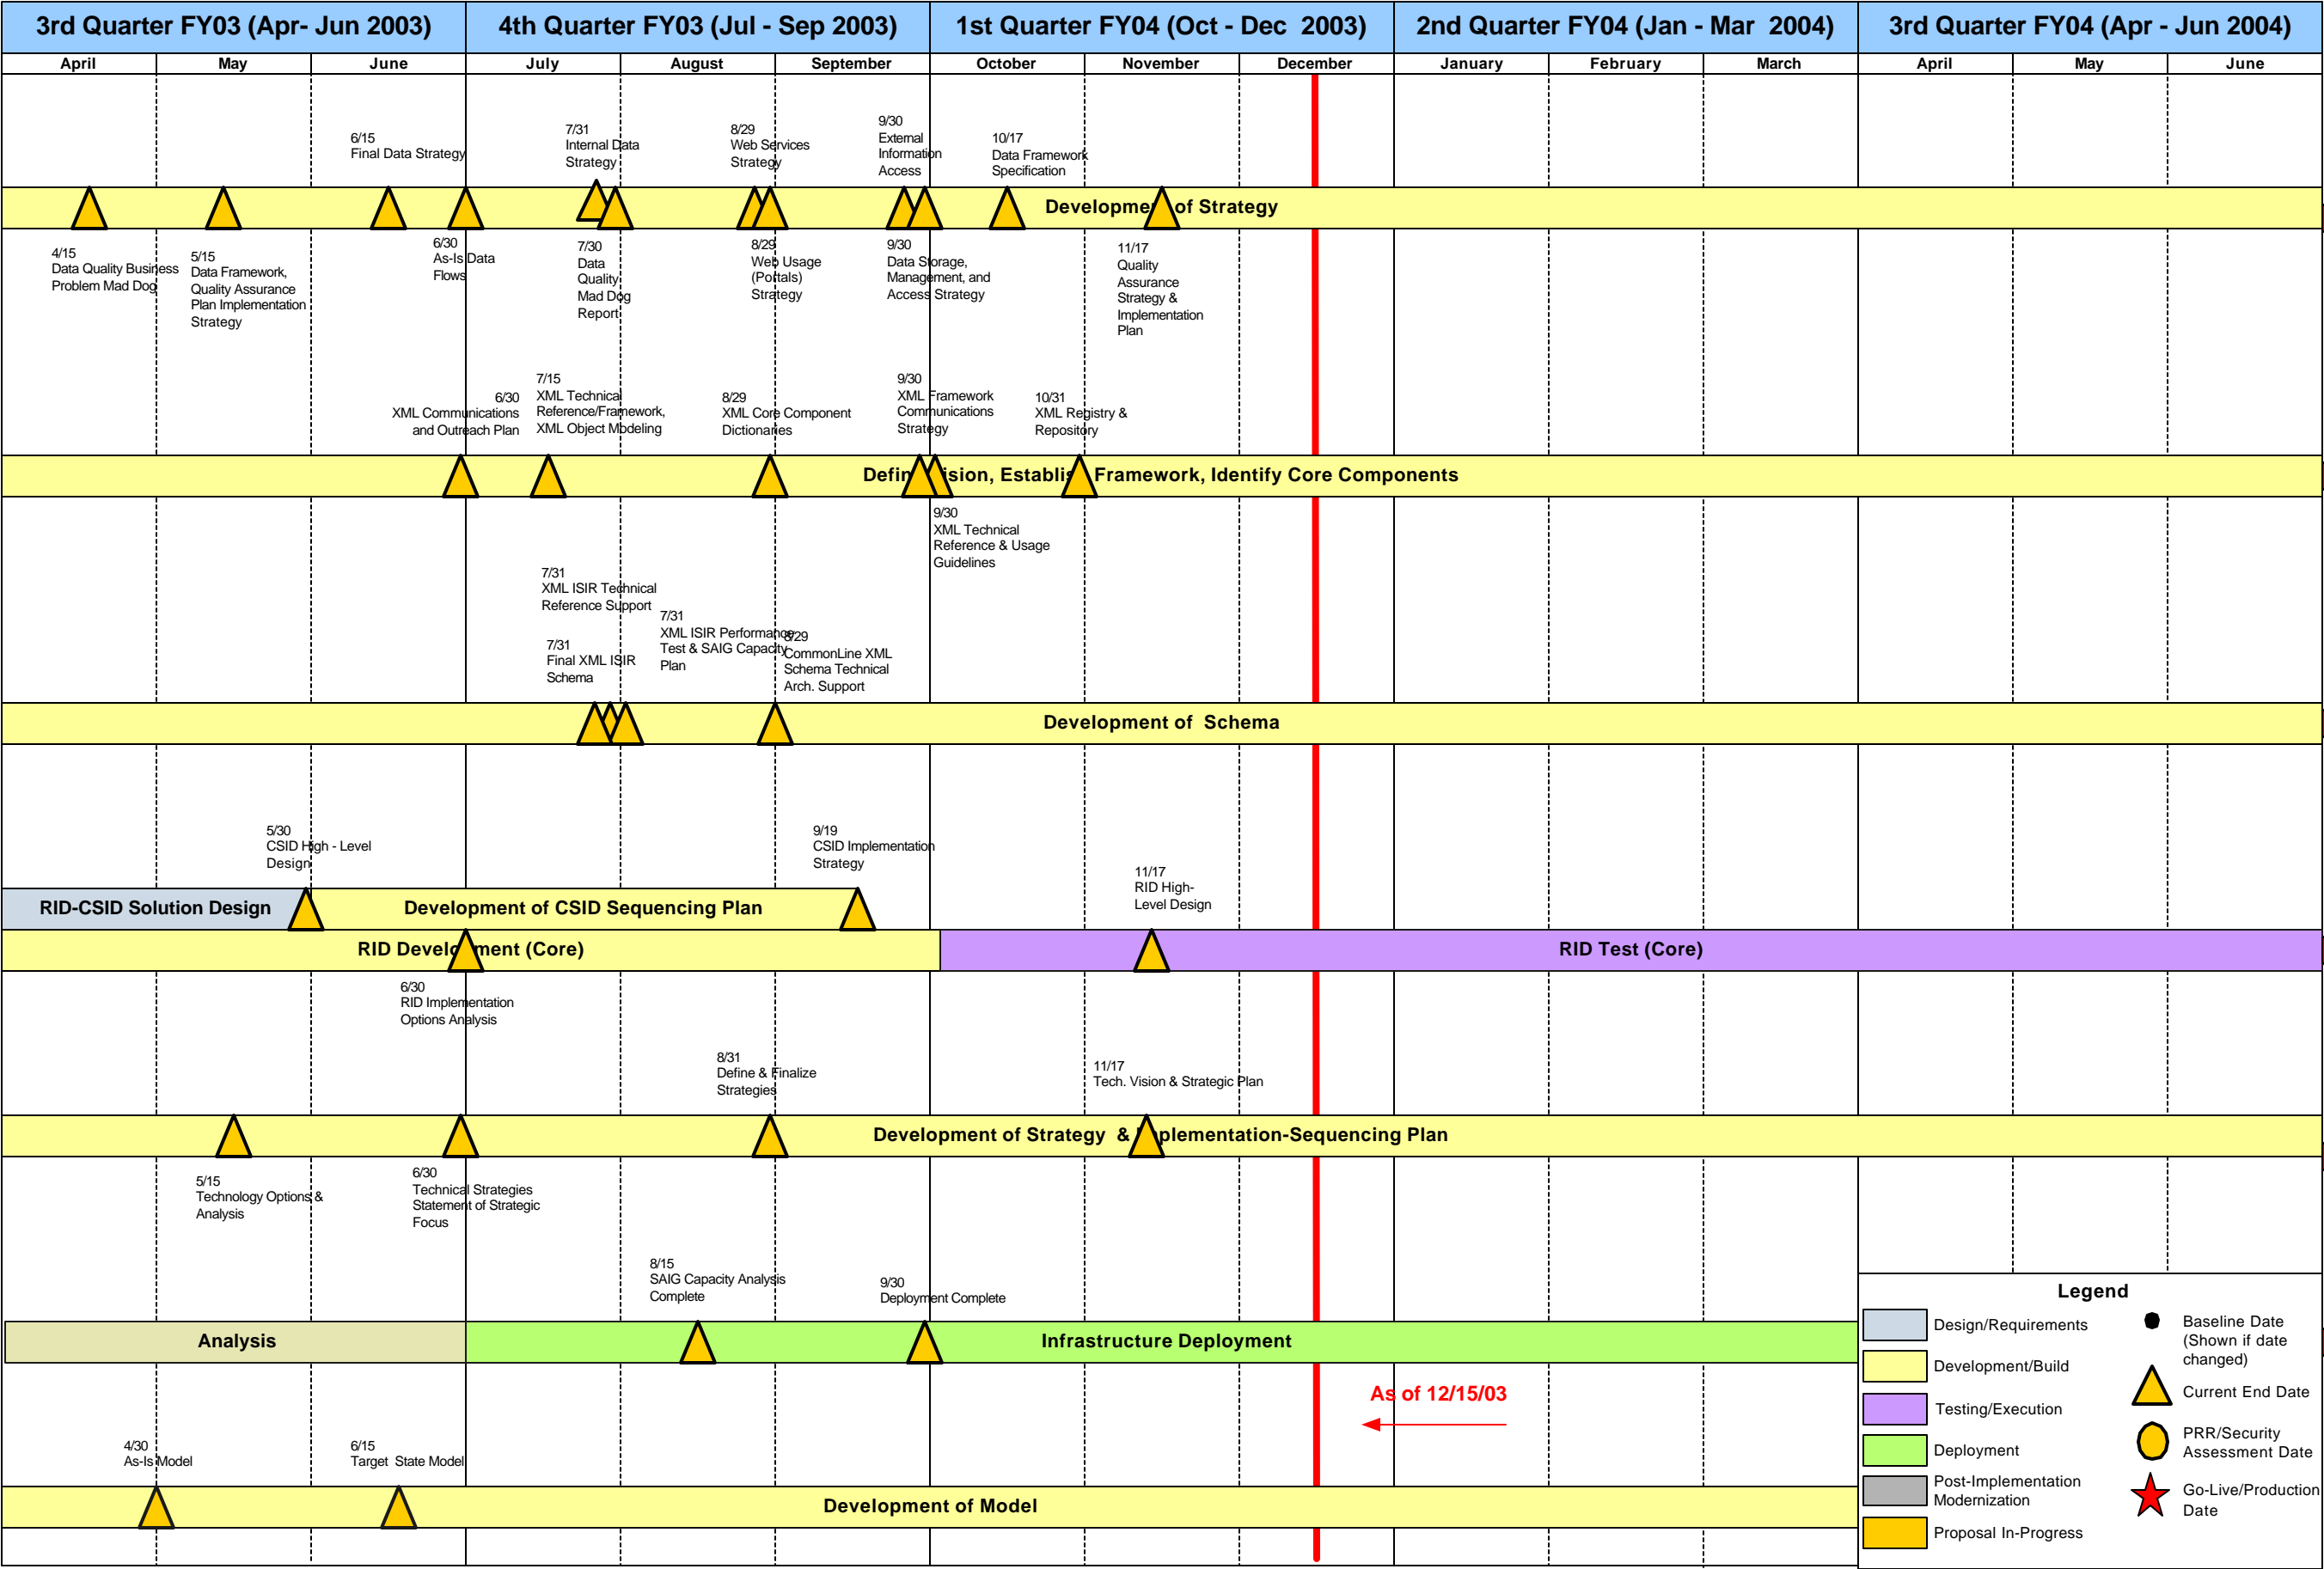 3rd Quarter FY03 (Apr- Jun 2003)
4th Quarter FY03 (Jul - Sep 2003)
1st Quarter FY04 (Oct - Dec 2003)
2nd Quarter FY04 (Jan - Mar 2004)
3rd Quarter FY04 (Apr - Jun 2004)
April
May
June
July
August
September
October
November
December
January
February
March
April
May
June
6/15
Final Data Strategy
7/31
Internal Data
Strategy
8/29
Web Services
Strategy
9/30
External
Information
Access
10/17
Data Framework
Specification
Development of Strategy
4/15
Data Quality Business
Problem Mad Dog
5/15
Data Framework,
Quality Assurance
Plan Implementation
Strategy
6/30
As-Is Data
Flows
7/30
Data
Quality
Mad Dog
Report
8/29
Web Usage
(Portals)
Strategy
9/30
Data Storage,
Management, and
Access Strategy
11/17
Quality
Assurance
Strategy &
Implementation
Plan
6/30
XML Communications
and Outreach Plan
7/15
XML Technical
Reference/Framework,
XML Object Modeling
8/29
XML Core Component
Dictionaries
9/30
XML Framework
Communications
Strategy
10/31
XML Registry &
Repository
Define Vision, Establish Framework, Identify Core Components
9/30
XML Technical
Reference & Usage
Guidelines
7/31
XML ISIR Technical
Reference Support
7/31
Final XML ISIR
Schema
7/31
XML ISIR Performance
Test & SAIG Capacity
Plan
8/29
CommonLine XML
Schema Technical
Arch. Support
Development of Schema
5/30
CSID High - Level
Design
9/19
CSID Implementation
Strategy
11/17
RID High-
Level Design
RID-CSID Solution Design
Development of CSID Sequencing Plan
RID Development (Core)
RID Test (Core)
6/30
RID Implementation
Options Analysis
8/31
Define & Finalize
Strategies
11/17
Tech. Vision & Strategic Plan
Development of Strategy & Implementation-Sequencing Plan
5/15
Technology Options &
Analysis
6/30
Technical Strategies
Statement of Strategic
Focus
8/15
SAIG Capacity Analysis
Complete
9/30
Deployment Complete
Analysis
Infrastructure Deployment
As of 12/15/03
4/30
As-Is Model
6/15
Target State Model
Development of Model
Legend
Design/Requirements
Development/Build
Testing/Execution
Deployment
Post-Implementation
Modernization
Proposal In-Progress
Baseline Date
(Shown if date
changed)
Current End Date
PRR/Security
Assessment Date
Go-Live/Production
Date